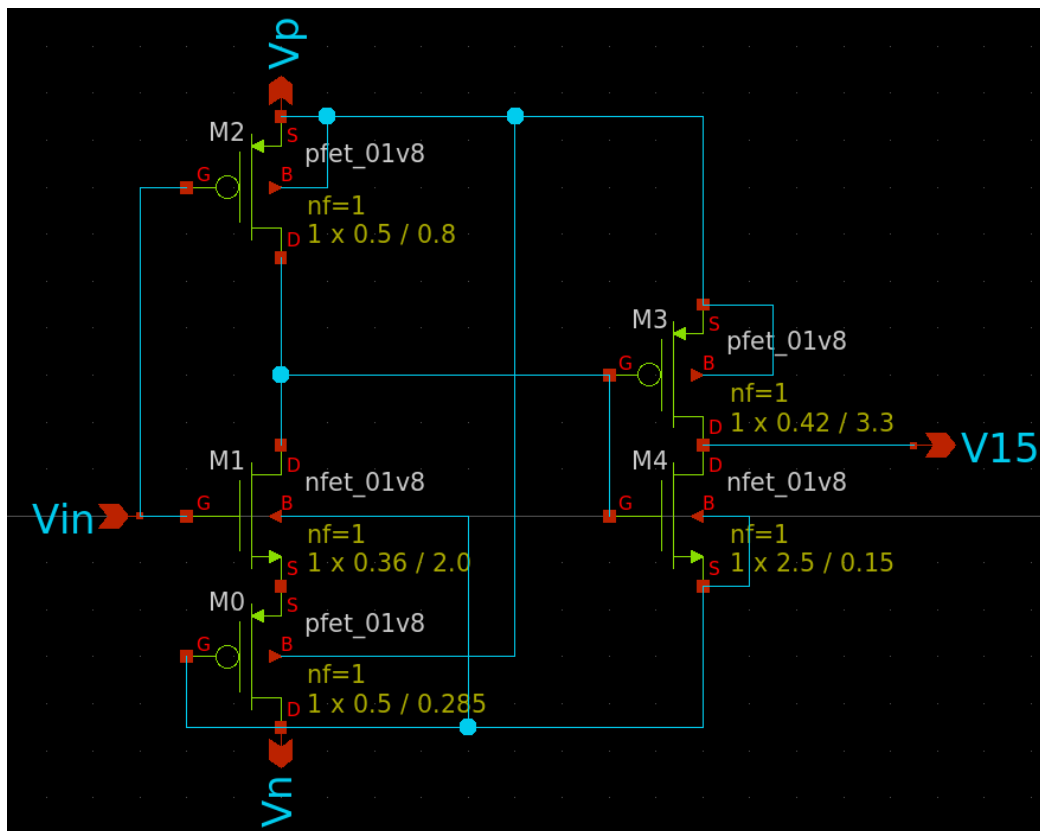 Vp
M2
S
pfet_01v8
G
B
nf=1
D
1 x 0.5 / 0.8
M3
S
pfet_01v8
G
B
nf=1
D
1 x 0.42 / 3.3
V15
M1
D
nfet_01v8
G
B
nf=1
S
1 x 0.36 / 2.0
Vin
M4
D
nfet_01v8
G
B
nf=1
S
1 x 2.5 / 0.15
M0
S
pfet_01v8
G
B
nf=1
D
1 x 0.5 / 0.285
Vn